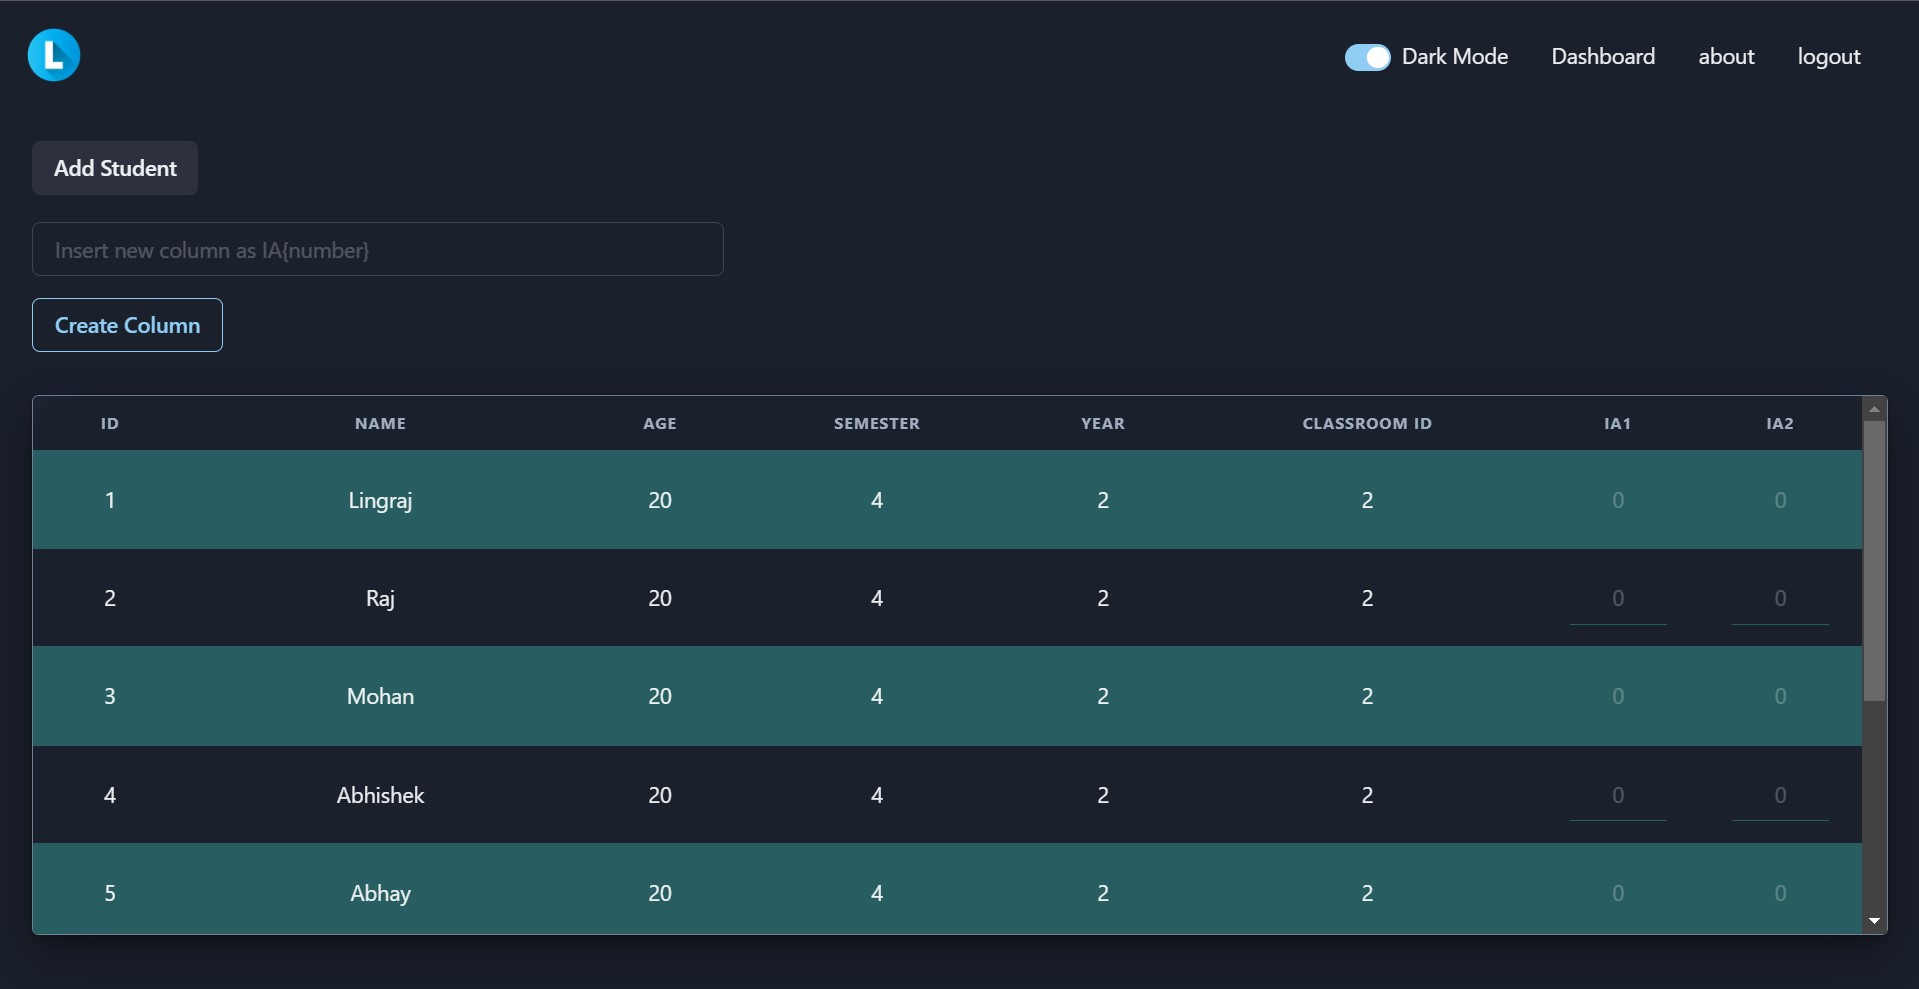 L
Dark Mode Dashboard about logout
Add Student
Insert new column as IA{number}
Create Column
ID NAME AGE SEMESTER YEAR CLASSROOM ID IA1 IA2
1 Lingraj 20 4 2 2 0 0
2 Raj 20 4 2 2 0 0
3 Mohan 20 4 2 2 0 0
4 Abhishek 20 4 2 2 0 0
5 Abhay 20 4 2 2 0 0